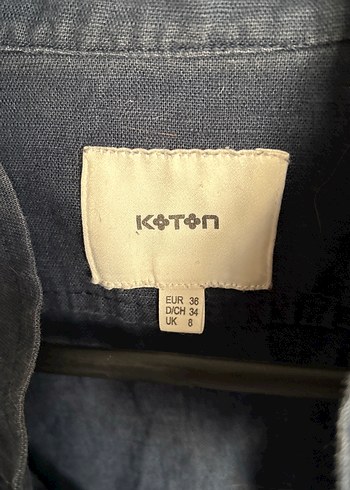 KOTON
EUR 36
D/CH 34
UK 8